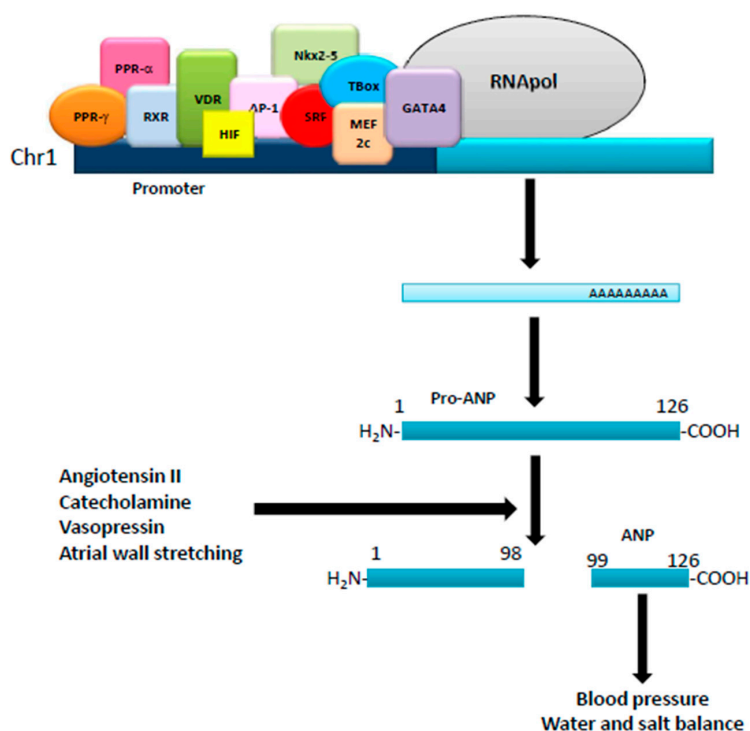 Nkx2-5
PPR-α
TBox
RNApol
VDR
PPR-γ
RXR
AP-1
SRF
GATA4
HIF
MEF
2c
Chr1
Promoter
AAAAAAAAA
1
Pro-ANP
126
H₂N-
-COOH
Angiotensin II
Catecholamine
Vasopressin
Atrial wall stretching
ANP
1
98
99
126
H₂N-
-COOH
Blood pressure
Water and salt balance